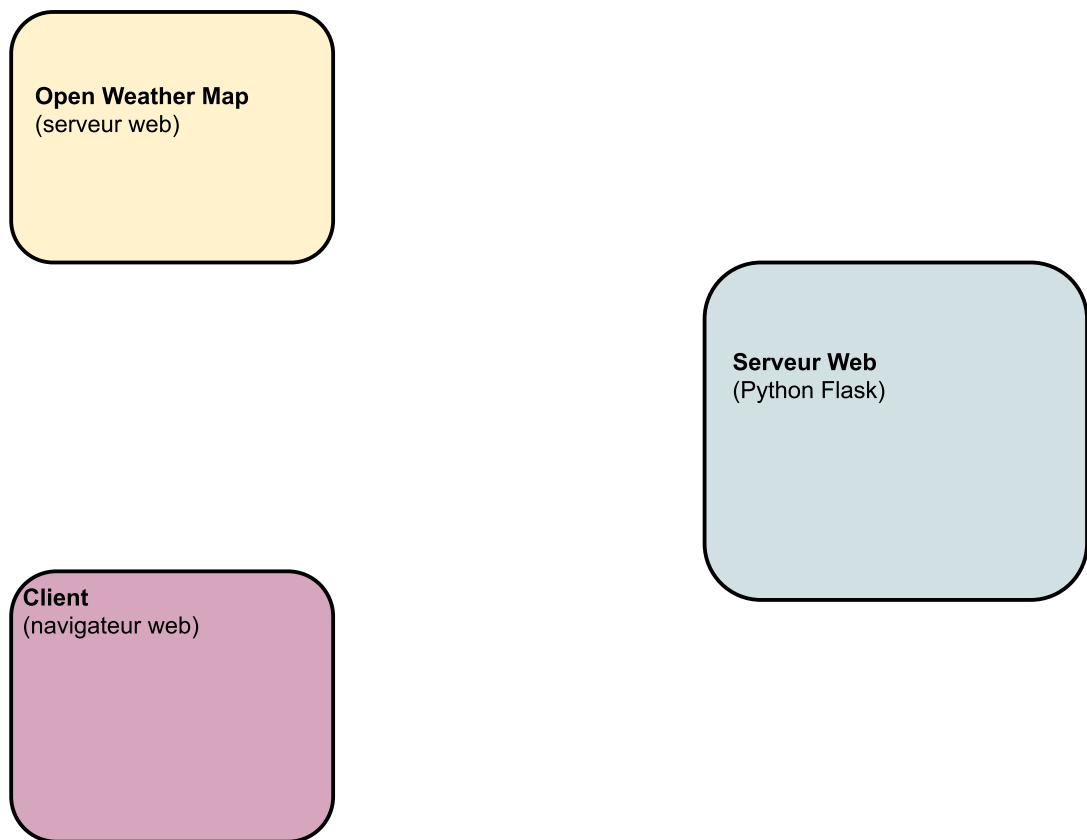 Open Weather Map
(serveur web)
Serveur Web
(Python Flask)
Client
(navigateur web)